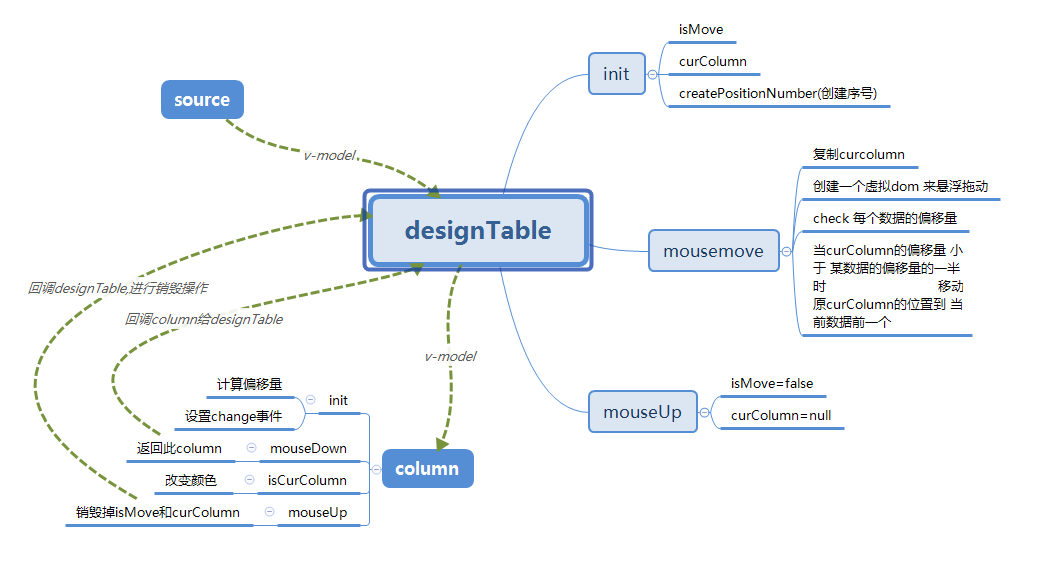 source
v-model
designTable
init
isMove
curColumn
createPositionNumber(创建序号)
mousemove
复制curcolumn
创建一个虚拟dom 来悬浮拖动
check 每个数据的偏移量
当curColumn的偏移量 小
于 某数据的偏移量的一半
时 移动
原curColumn的位置到 当
前数据前一个
mouseUp
isMove=false
curColumn=null
回调designTable,进行销毁操作
回调column给designTable
v-model
column
init
计算偏移量
设置change事件
mouseDown
返回此column
isCurColumn
改变颜色
mouseUp
销毁掉isMove和curColumn